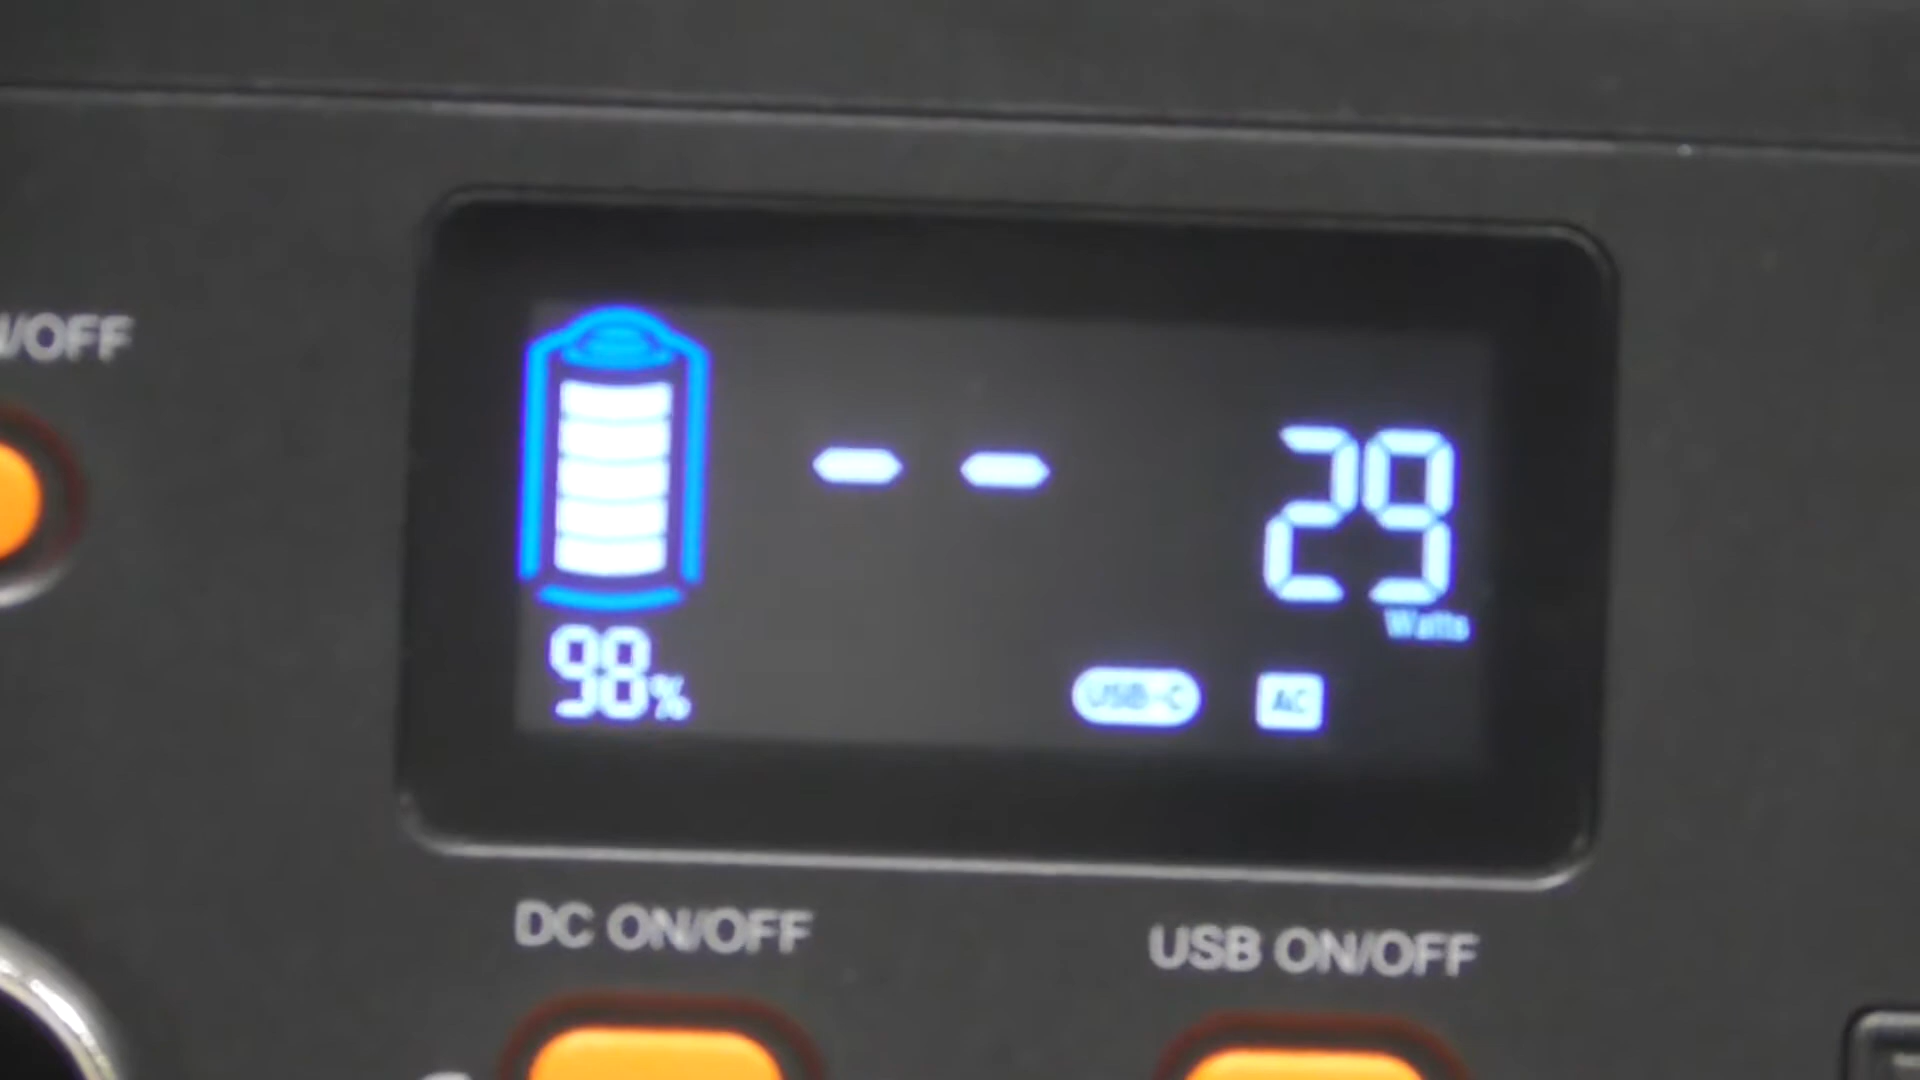 N/OFF
-- 29
Watts
98%
USB-C AC
DC ON/OFF
USB ON/OFF